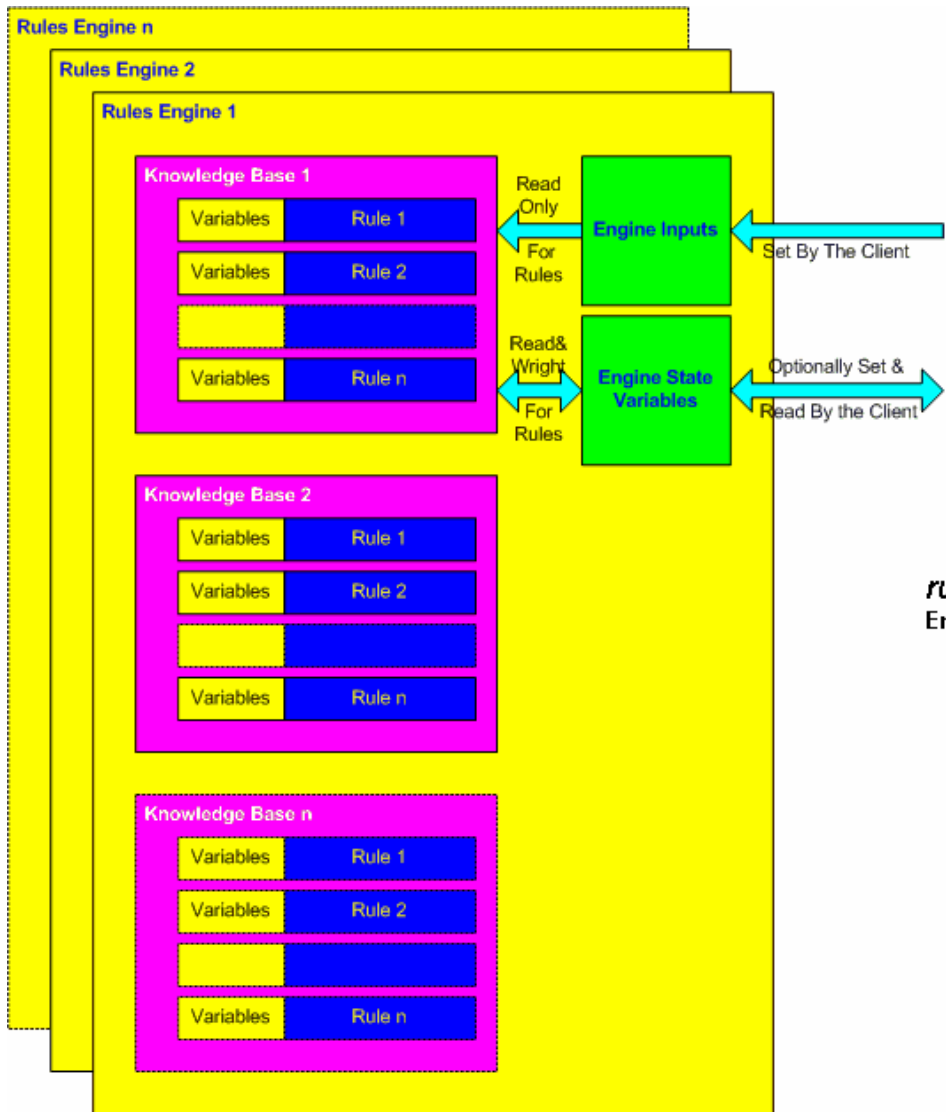 Rules Engine n
Rules Engine 2
Rules Engine 1
Knowledge Base 1
Variables Rule 1
Variables Rule 2
Variables Rule n
Read
Only
For
Rules
Engine Inputs
Set By The Client
Read&
Wright
For
Rules
Engine State
Variables
Optionally Set &
Read By the Client
Knowledge Base 2
Variables Rule 1
Variables Rule 2
Variables Rule n
Knowledge Base n
Variables Rule 1
Variables Rule 2
Variables Rule n